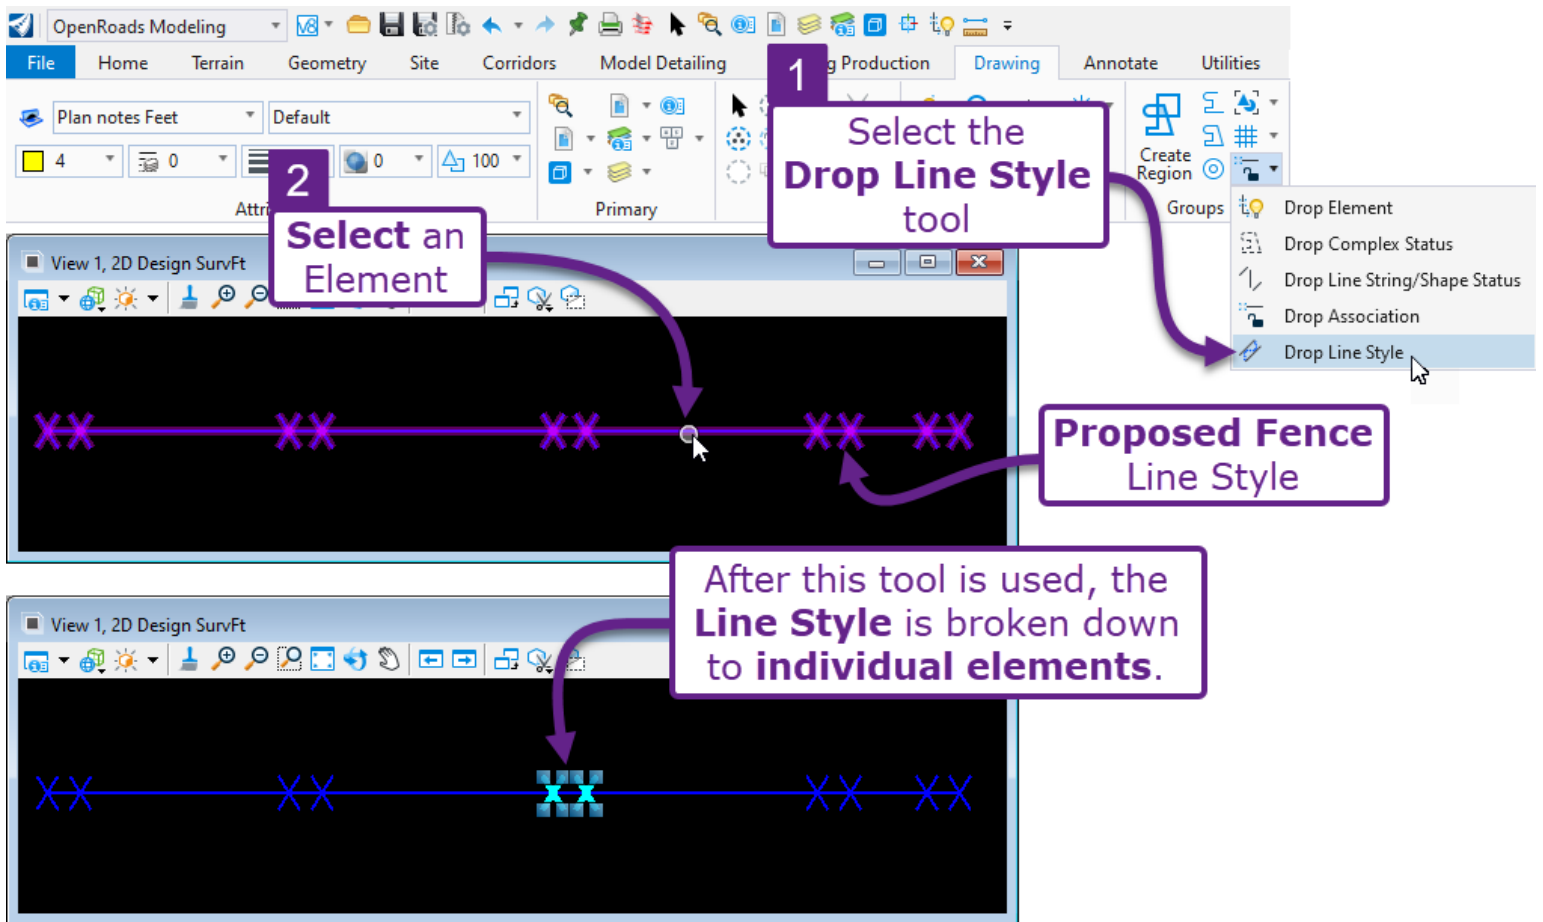 OpenRoads Modeling
File Home Terrain Geometry Site Corridors Model Detailing g Production Drawing Annotate Utilities
1
Select the
Drop Line Style
tool
Plan notes Feet Default
4 0 0 100
Attri
Primary
Create
Region
Groups
Drop Element
Drop Complex Status
Drop Line String/Shape Status
Drop Association
Drop Line Style
2
Select an
Element
View 1, 2D Design SurvFt
Proposed Fence
Line Style
After this tool is used, the
Line Style is broken down
to individual elements.
View 1, 2D Design SurvFt